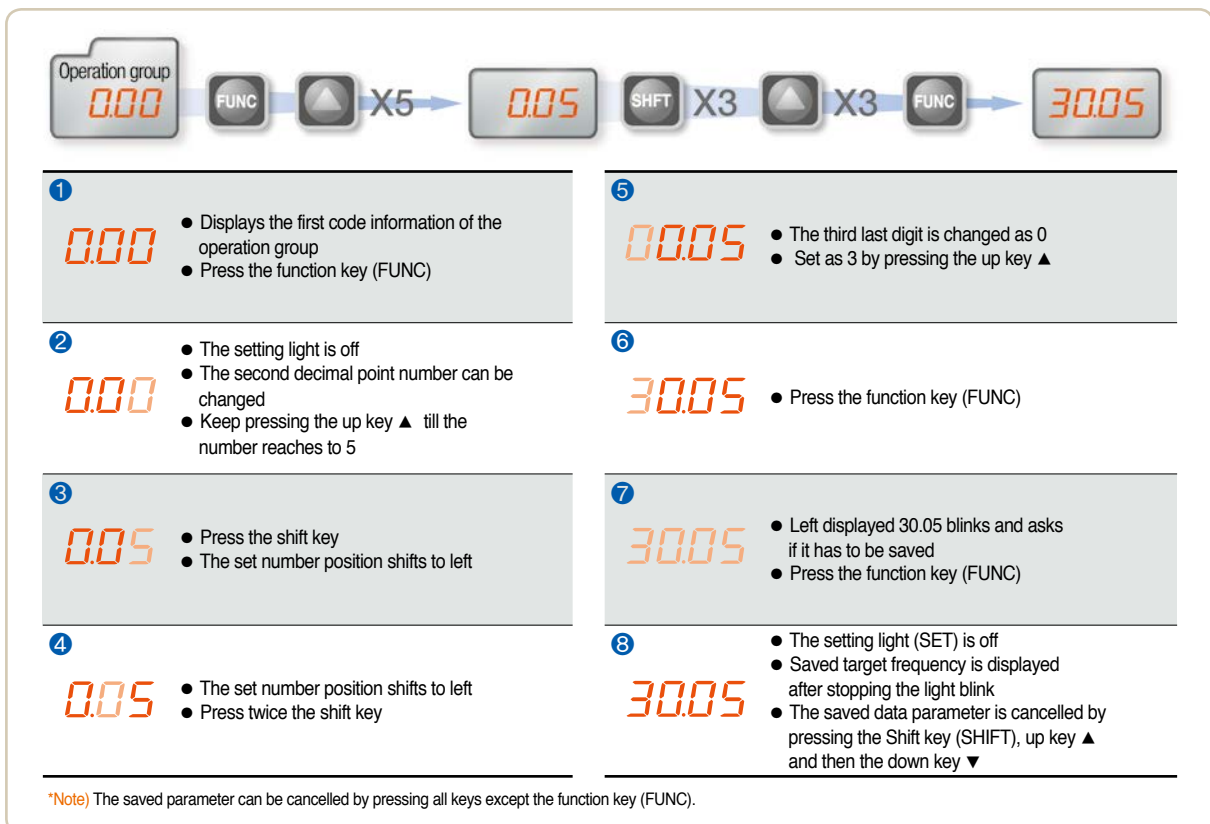 Operation group
0.00 FUNC ▲ X5 0.05 SHFT X3 ▲ X3 FUNC 30.05
1
0.00
● Displays the first code information of the
operation group
● Press the function key (FUNC)
2
0.00
● The setting light is off
● The second decimal point number can be
changed
● Keep pressing the up key ▲ till the
number reaches to 5
3
0.05
● Press the shift key
● The set number position shifts to left
4
0.05
● The set number position shifts to left
● Press twice the shift key
5
00.05
● The third last digit is changed as 0
● Set as 3 by pressing the up key ▲
6
30.05
● Press the function key (FUNC)
7
30.05
● Left displayed 30.05 blinks and asks
if it has to be saved
● Press the function key (FUNC)
8
30.05
● The setting light (SET) is off
● Saved target frequency is displayed
after stopping the light blink
● The saved data parameter is cancelled by
pressing the Shift key (SHIFT), up key ▲
and then the down key ▼
*Note) The saved parameter can be cancelled by pressing all keys except the function key (FUNC).